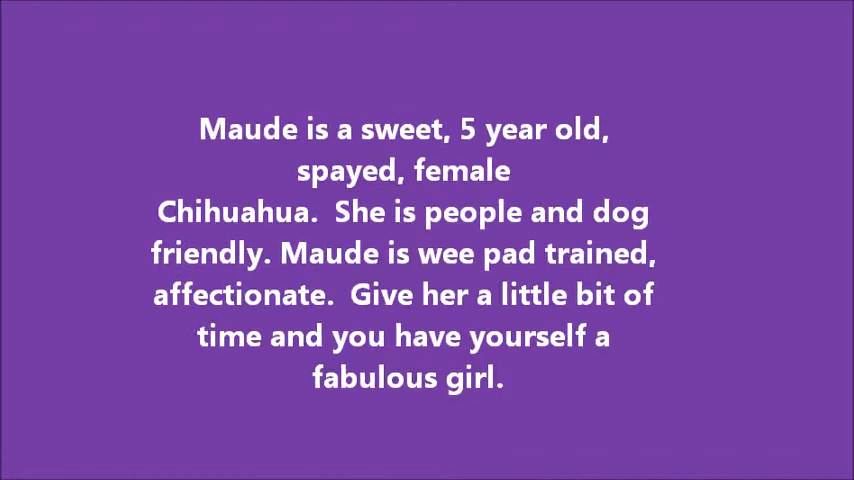 Maude is a sweet, 5 year old,
spayed, female
Chihuahua.  She is people and dog
friendly. Maude is wee pad trained,
affectionate.  Give her a little bit of
time and you have yourself a
fabulous girl.